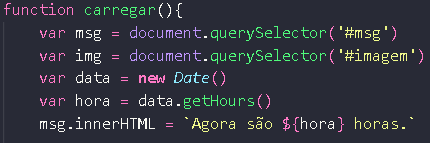 function carregar(){
var msg = document.querySelector('#msg')
var img = document.querySelector('#imagem')
var data = new Date()
var hora = data.getHours()
msg.innerHTML = `Agora são ${hora} horas.`